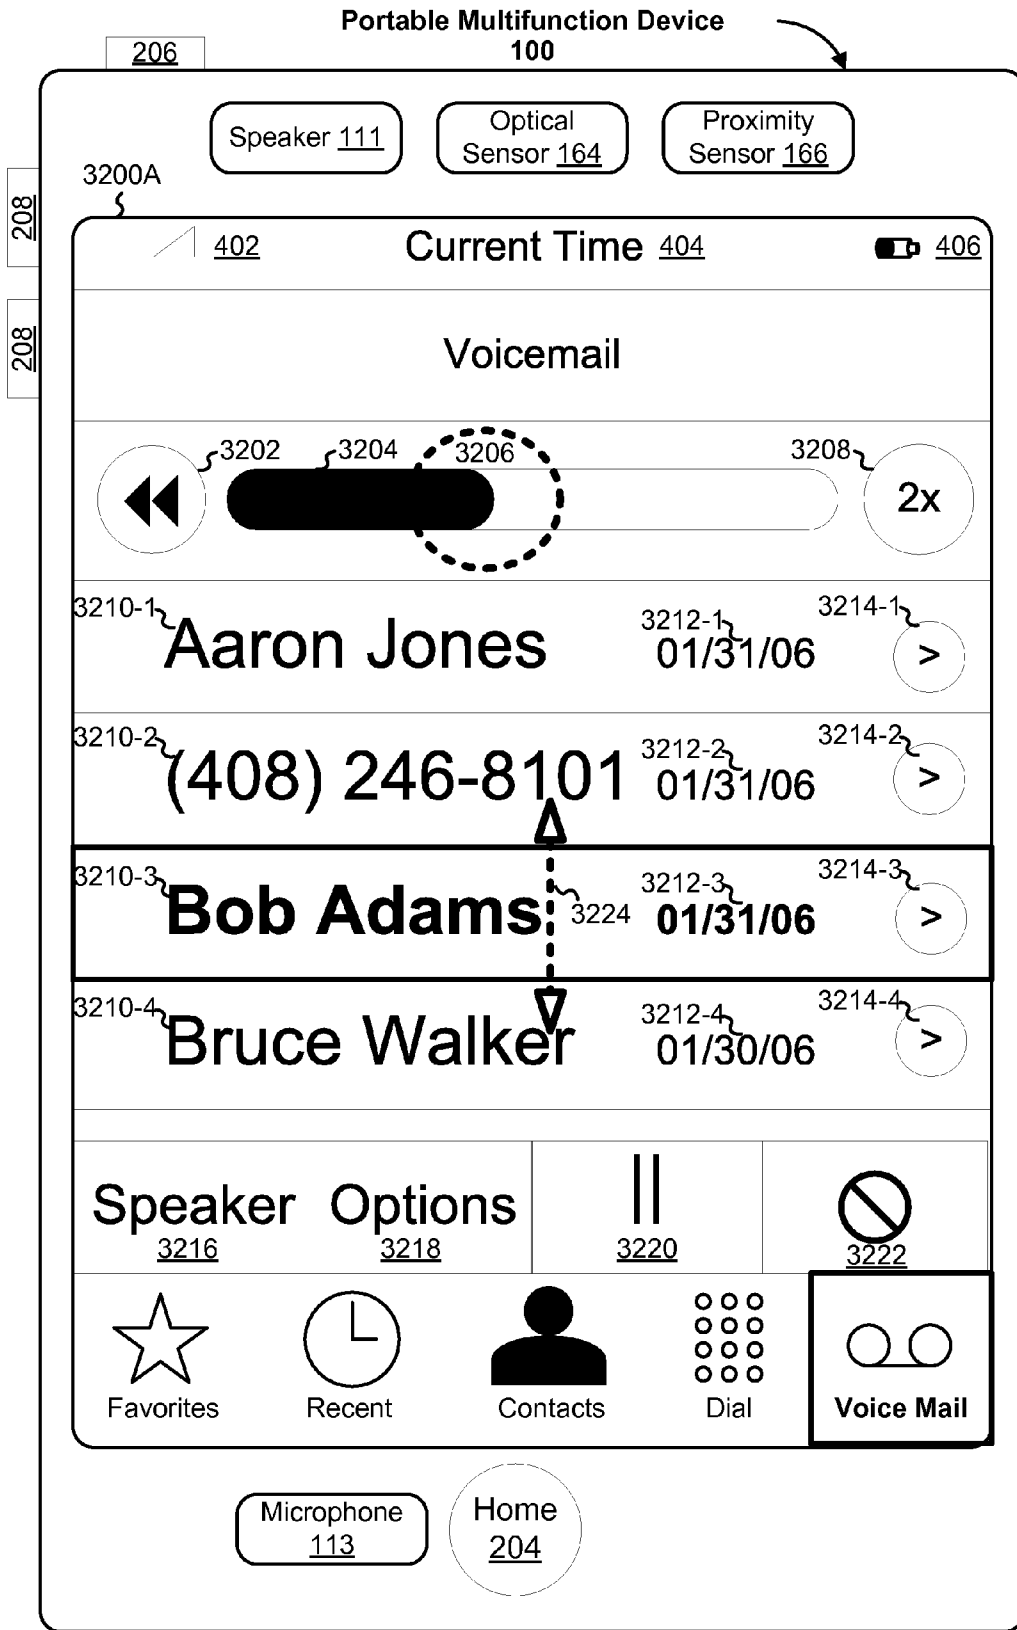 Portable Multifunction Device
100
206
Speaker 111
Optical
Sensor 164
Proximity
Sensor 166
3200A
208
208
402
Current Time 404
406
Voicemail
3202
3204
3206
3208
2x
3210-1
Aaron Jones
3212-1
01/31/06
3214-1
>
3210-2
(408) 246-8101
3212-2
01/31/06
3214-2
>
3210-3
Bob Adams
3224
3212-3
01/31/06
3214-3
>
3210-4
Bruce Walker
3212-4
01/30/06
3214-4
>
Speaker Options
3216 3218 3220 3222
Favorites Recent Contacts Dial Voice Mail
Microphone
113
Home
204